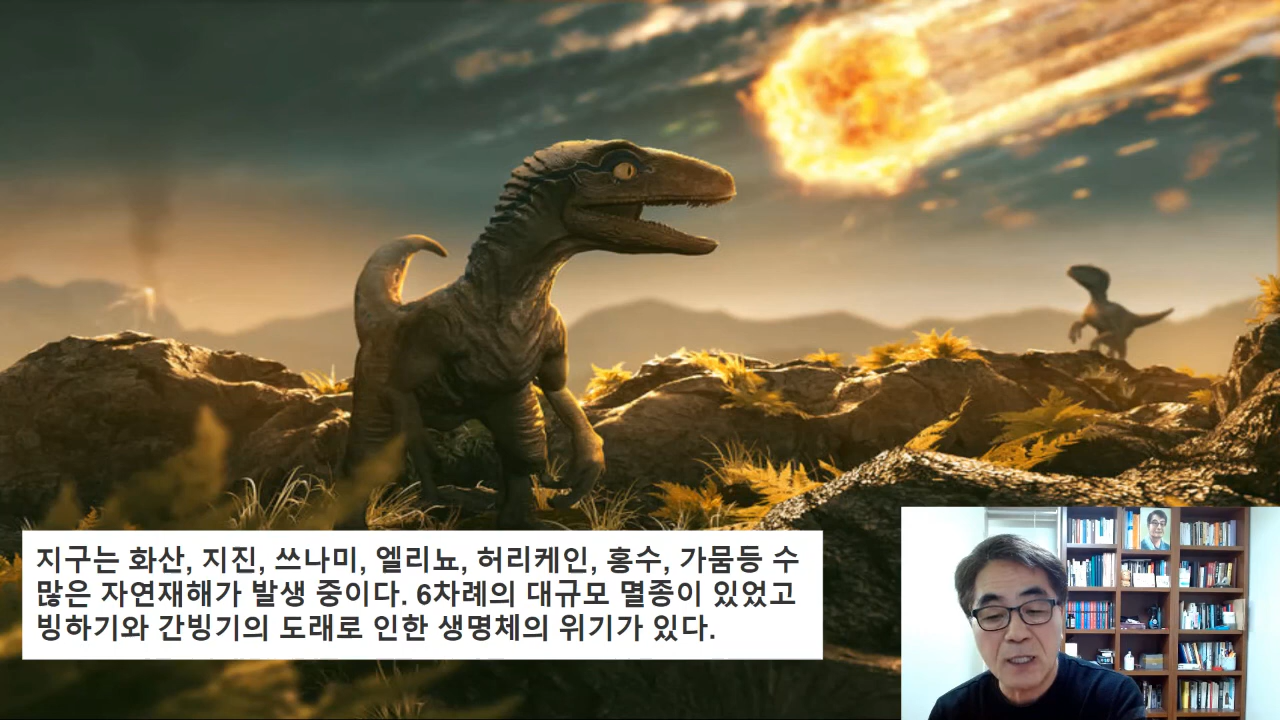 지구는 화산, 지진, 쓰나미, 엘리뇨, 허리케인, 홍수, 가뭄등 수
많은 자연재해가 발생 중이다. 6차례의 대규모 멸종이 있었고
빙하기와 간빙기의 도래로 인한 생명체의 위기가 있다.